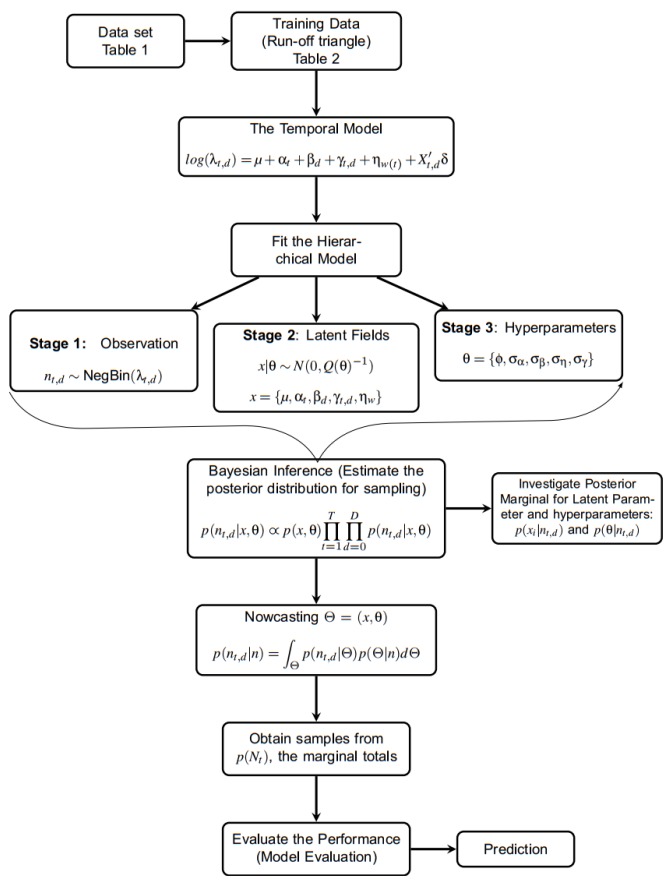 Data set
Table 1
Training Data
(Run-off triangle)
Table 2
The Temporal Model
log(λ_{t,d}) = μ + α_t + β_d + γ_{t,d} + η_{w(t)} + X′_{t,d}δ
Fit the Hierar-
chical Model
Stage 1: Observation
n_{t,d} ∼ NegBin(λ_{t,d})
Stage 2: Latent Fields
x|θ ∼ N(0, Q(θ)^{−1})
x = {μ, α_t, β_d, γ_{t,d}, η_w}
Stage 3: Hyperparameters
θ = {ϕ, σ_α, σ_β, σ_η, σ_γ}
Bayesian Inference (Estimate the
posterior distribution for sampling)
p(n_{t,d}|x,θ) ∝ p(x,θ) ∏_{t=1}^{T} ∏_{d=0}^{D} p(n_{t,d}|x,θ)
Investigate Posterior
Marginal for Latent Param-
eter and hyperparameters:
p(x_i|n_{t,d}) and p(θ|n_{t,d})
Nowcasting Θ = (x,θ)
p(n_{t,d}|n) = ∫_Θ p(n_{t,d}|Θ)p(Θ|n)dΘ
Obtain samples from
p(N_t), the marginal totals
Evaluate the Performance
(Model Evaluation)
Prediction